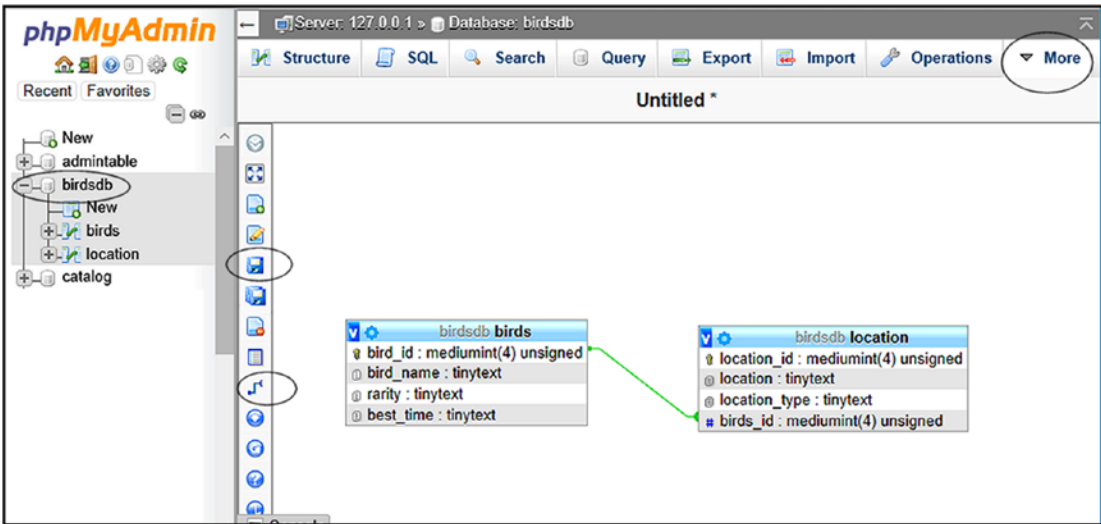 phpMyAdmin
Recent Favorites
New
admintable
birdsdb
New
birds
location
catalog
Server: 127.0.0.1 » Database: birdsdb
Structure SQL Search Query Export Import Operations More
Untitled *
birdsdb birds
bird_id : mediumint(4) unsigned
bird_name : tinytext
rarity : tinytext
best_time : tinytext
birdsdb location
location_id : mediumint(4) unsigned
location : tinytext
location_type : tinytext
# birds_id : mediumint(4) unsigned